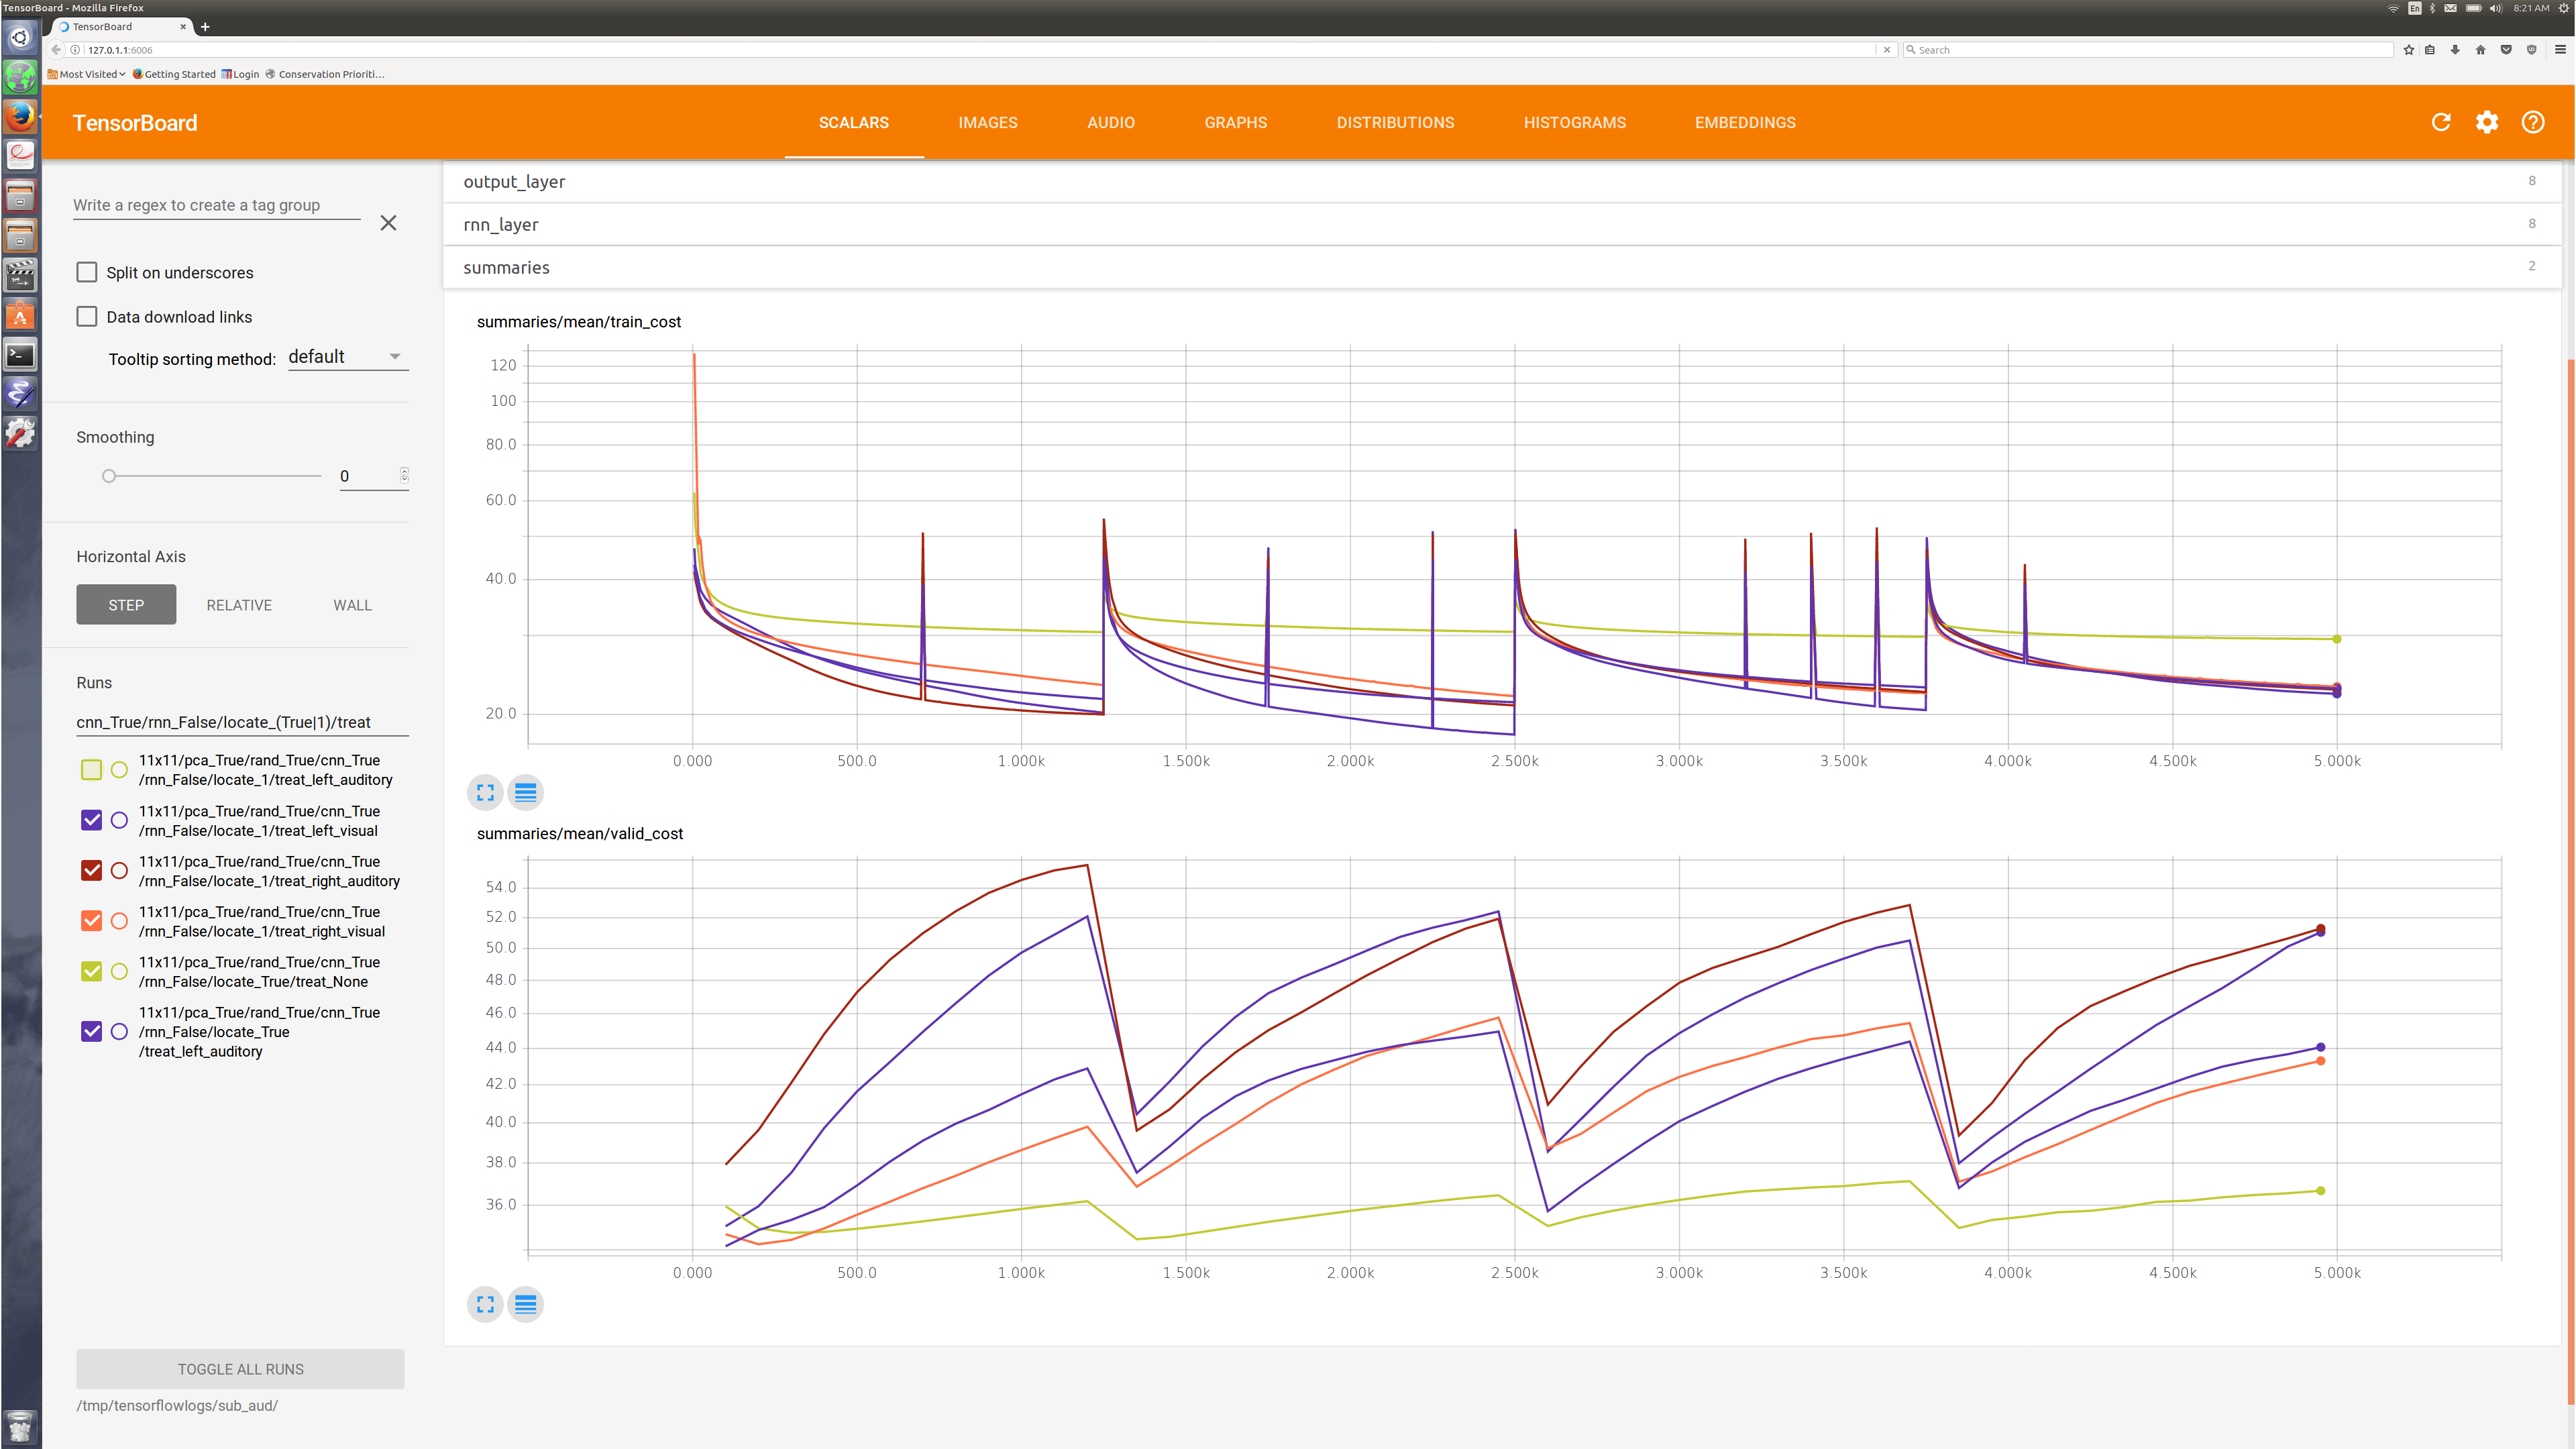 TensorBoard - Mozilla Firefox
En
8:21 AM
TensorBoard
127.0.1.1:6006
Search
Most Visited
Getting Started
Login
Conservation Prioriti...
TensorBoard
SCALARS
IMAGES
AUDIO
GRAPHS
DISTRIBUTIONS
HISTOGRAMS
EMBEDDINGS
Write a regex to create a tag group
Split on underscores
Data download links
Tooltip sorting method: default
Smoothing
0
Horizontal Axis
STEP
RELATIVE
WALL
Runs
cnn_True/rnn_False/locate_(True|1)/treat
11x11/pca_True/rand_True/cnn_True
/rnn_False/locate_1/treat_left_auditory
11x11/pca_True/rand_True/cnn_True
/rnn_False/locate_1/treat_left_visual
11x11/pca_True/rand_True/cnn_True
/rnn_False/locate_1/treat_right_auditory
11x11/pca_True/rand_True/cnn_True
/rnn_False/locate_1/treat_right_visual
11x11/pca_True/rand_True/cnn_True
/rnn_False/locate_True/treat_None
11x11/pca_True/rand_True/cnn_True
/rnn_False/locate_True
/treat_left_auditory
TOGGLE ALL RUNS
/tmp/tensorflowlogs/sub_aud/
output_layer
8
rnn_layer
8
summaries
2
summaries/mean/train_cost
120
100
80.0
60.0
40.0
20.0
0.000
500.0
1.000k
1.500k
2.000k
2.500k
3.000k
3.500k
4.000k
4.500k
5.000k
summaries/mean/valid_cost
54.0
52.0
50.0
48.0
46.0
44.0
42.0
40.0
38.0
36.0
0.000
500.0
1.000k
1.500k
2.000k
2.500k
3.000k
3.500k
4.000k
4.500k
5.000k